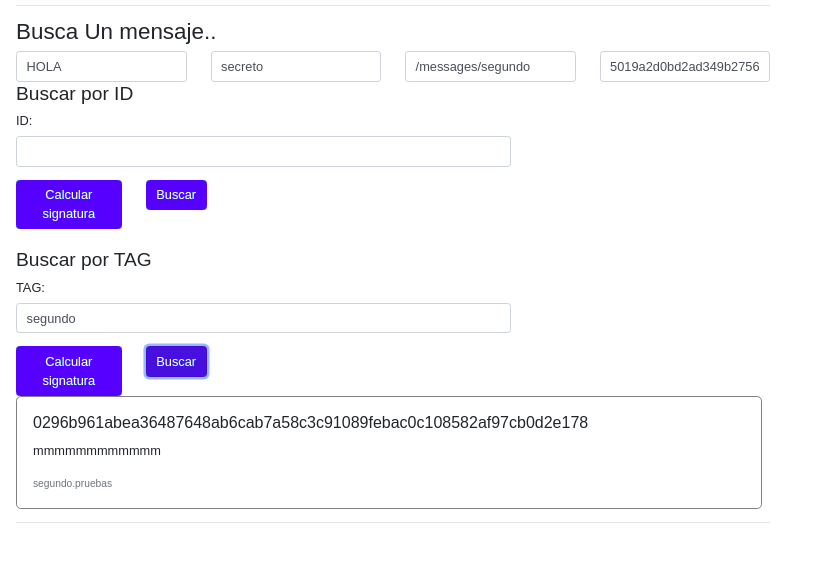 Busca Un mensaje..
HOLA secreto /messages/segundo 5019a2d0bd2ad349b2756
Buscar por ID
ID:
Calcular signatura Buscar
Buscar por TAG
TAG:
segundo
Calcular signatura Buscar
0296b961abea36487648ab6cab7a58c3c91089febac0c108582af97cb0d2e178
mmmmmmmmmmmm
segundo.pruebas